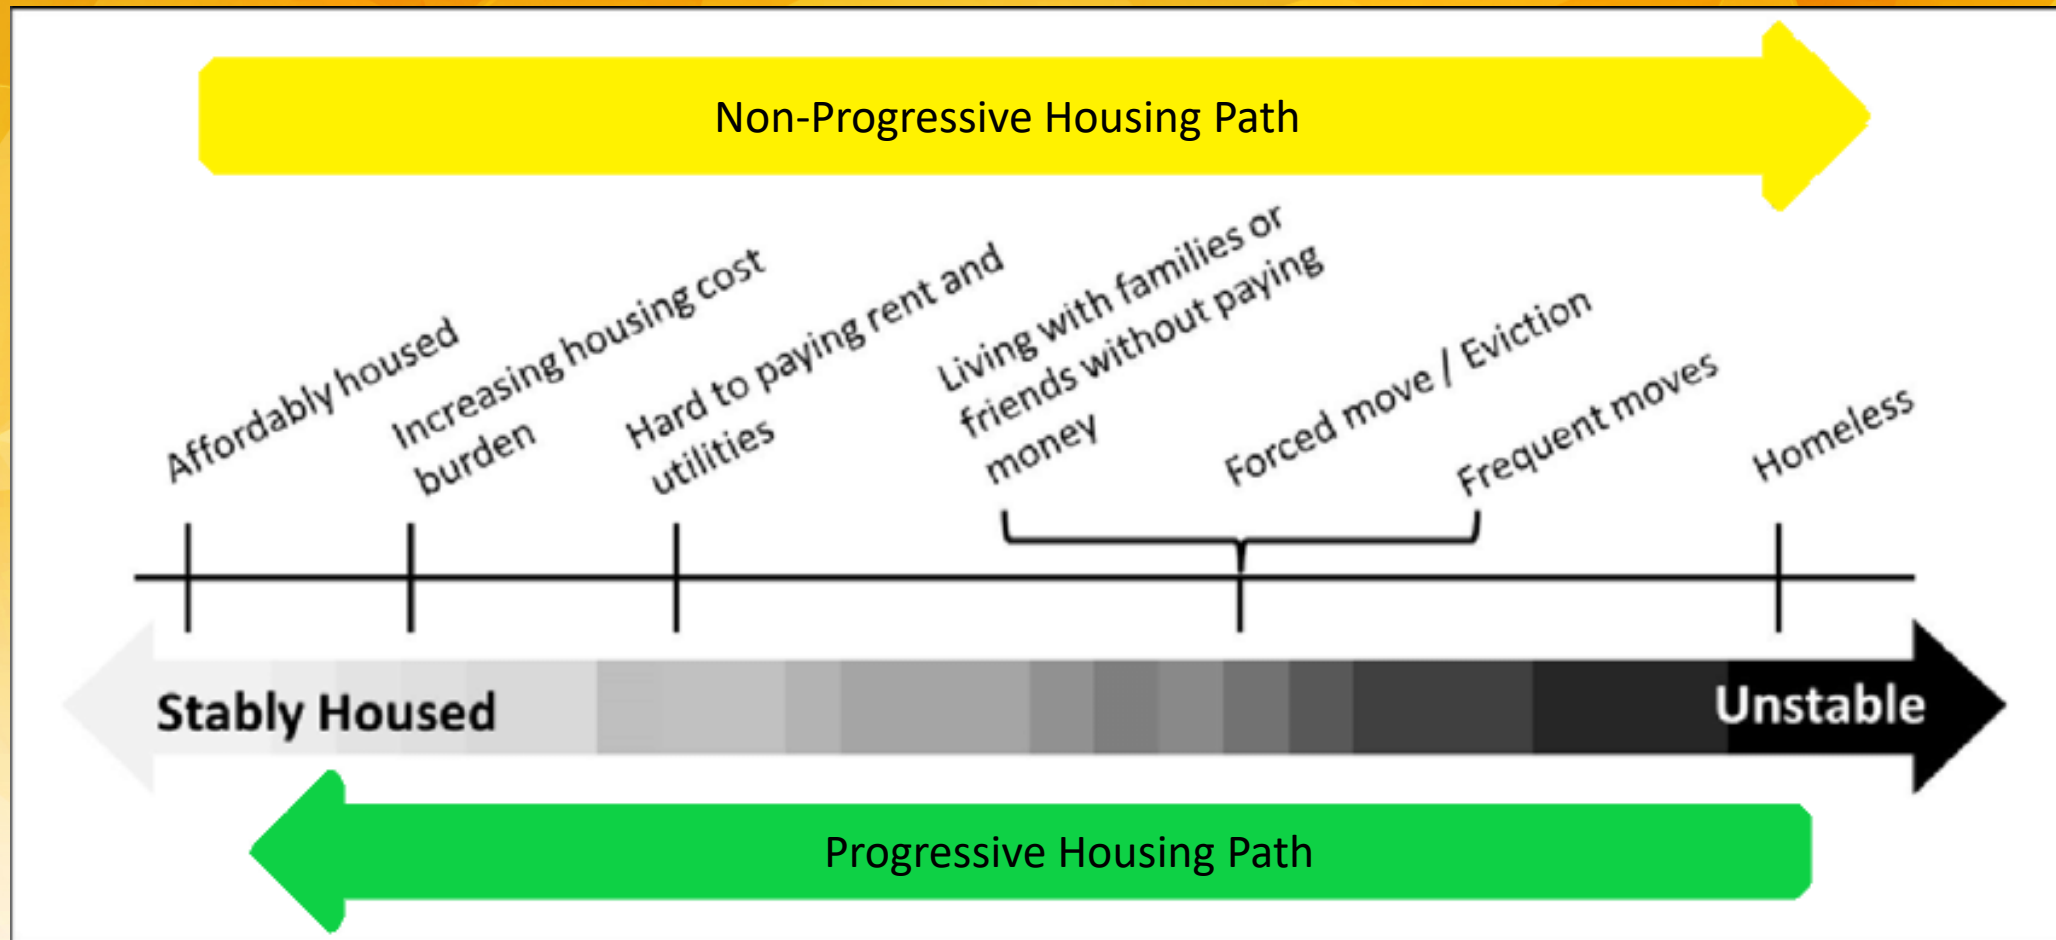 Non-Progressive Housing Path
Affordably housed
Increasing housing cost
burden
Hard to paying rent and
utilities
Living with families or
friends without paying
money
Forced move / Eviction
Frequent moves
Homeless
Stably Housed
Unstable
Progressive Housing Path